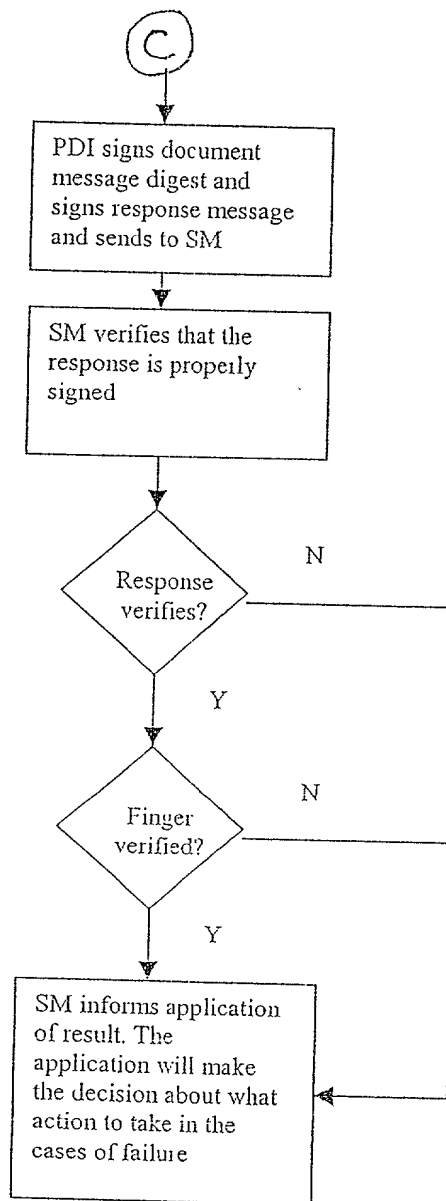 C
PDI signs document
message digest and
signs response message
and sends to SM
SM verifies that the
response is properly
signed
Response
verifies?
N
Y
Finger
verified?
N
Y
SM informs application
of result. The
application will make
the decision about what
action to take in the
cases of failure